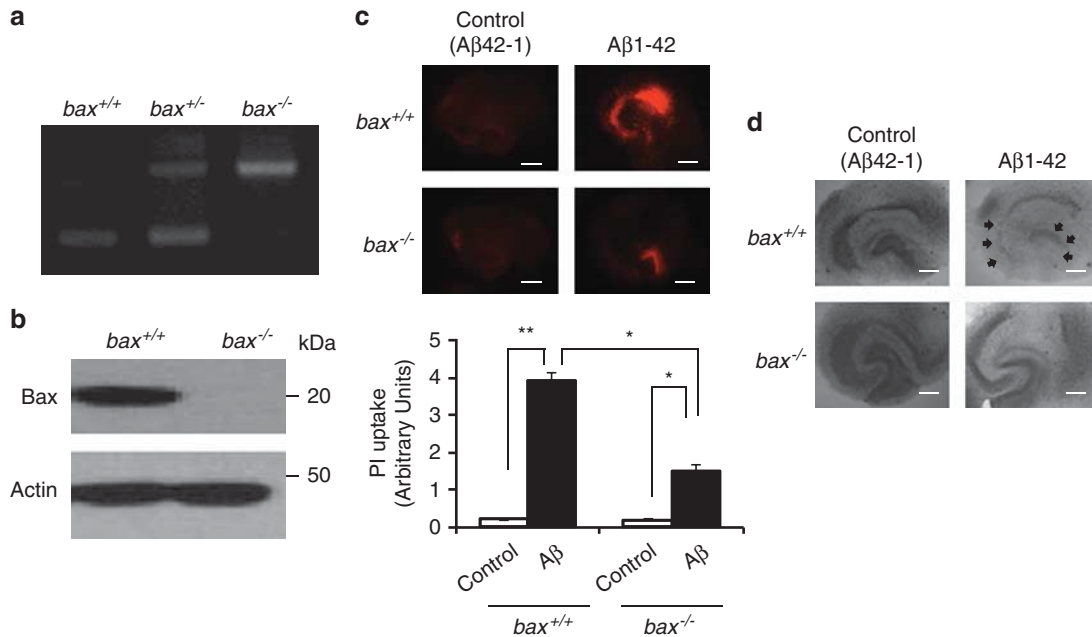 a
bax+/+ bax+/- bax-/-
b
bax+/+ bax-/- kDa
Bax 20
50
Actin
c
Control
(Aβ42-1) Aβ1-42
bax+/+
bax-/-
PI uptake
(Arbitrary Units)
5
4
3
2
1
0
** * *
Control Aβ Control Aβ
bax+/+ bax-/-
d
Control
(Aβ42-1) Aβ1-42
bax+/+
bax-/-